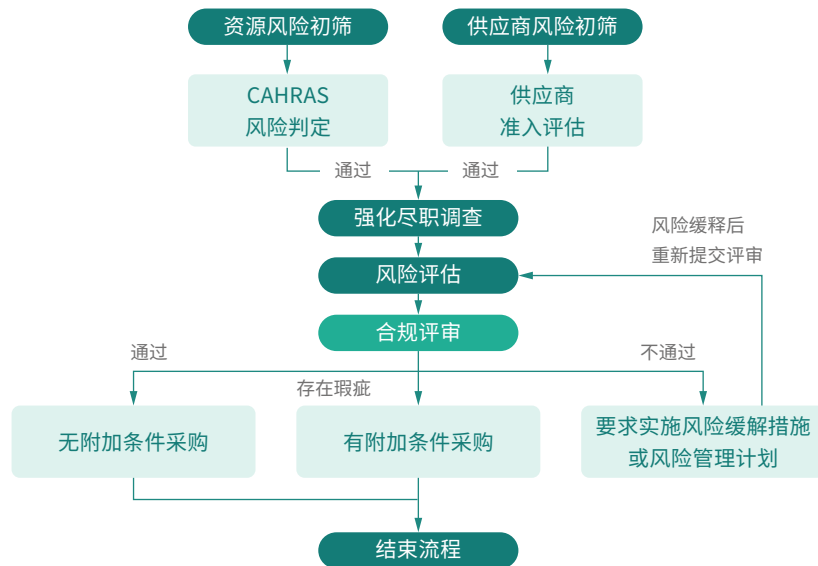 资源风险初筛
供应商风险初筛
CAHRAS
风险判定
供应商
准入评估
通过
通过
强化尽职调查
风险缓释后
重新提交评审
风险评估
合规评审
通过
不通过
存在瑕疵
无附加条件采购
有附加条件采购
要求实施风险缓解措施
或风险管理计划
结束流程